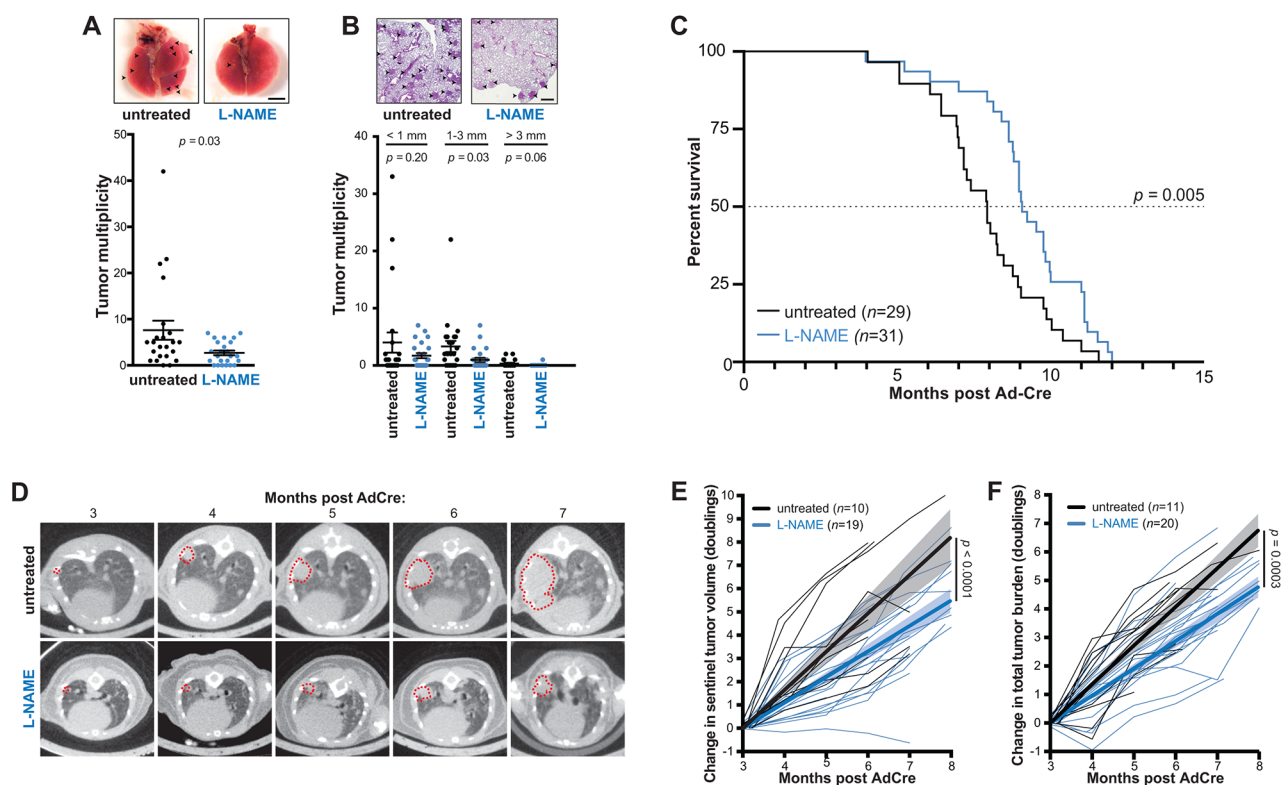 A
untreated
L-NAME
p = 0.03
50
40
30
20
10
0
Tumor multiplicity
untreated
L-NAME
B
untreated
L-NAME
< 1 mm
1-3 mm
> 3 mm
p = 0.20
p = 0.03
p = 0.06
40
30
20
10
0
Tumor multiplicity
untreated
L-NAME
untreated
L-NAME
untreated
L-NAME
C
100
75
50
25
0
Percent survival
p = 0.005
untreated (n=29)
L-NAME (n=31)
0
5
10
15
Months post Ad-Cre
D
Months post AdCre:
3
4
5
6
7
untreated
L-NAME
E
10
9
8
7
6
5
4
3
2
1
0
-1
Change in sentinel tumor volume (doublings)
untreated (n=10)
L-NAME (n=19)
p < 0.0001
3
4
5
6
7
8
Months post AdCre
F
8
7
6
5
4
3
2
1
0
-1
Change in total tumor burden (doublings)
untreated (n=11)
L-NAME (n=20)
p = 0.0003
3
4
5
6
7
8
Months post AdCre